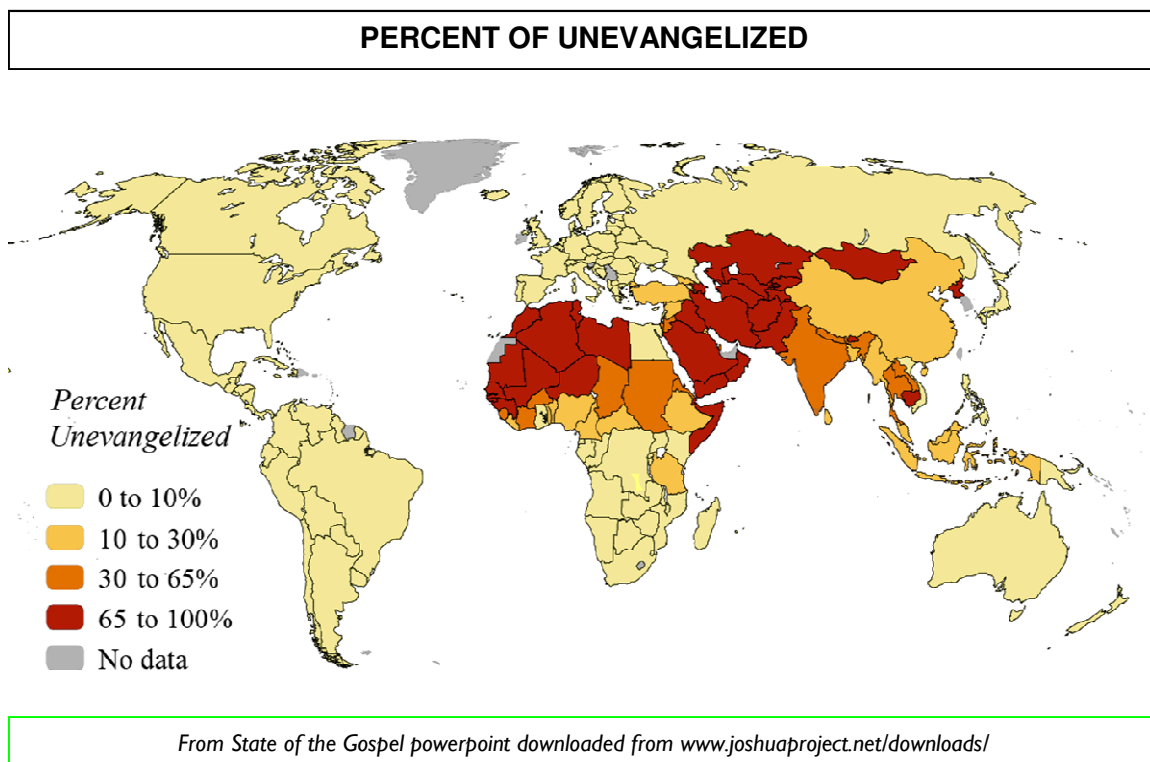 PERCENT OF UNEVANGELIZED
Percent
Unevangelized
0 to 10%
10 to 30%
30 to 65%
65 to 100%
No data
From State of the Gospel powerpoint downloaded from www.joshuaproject.net/downloads/